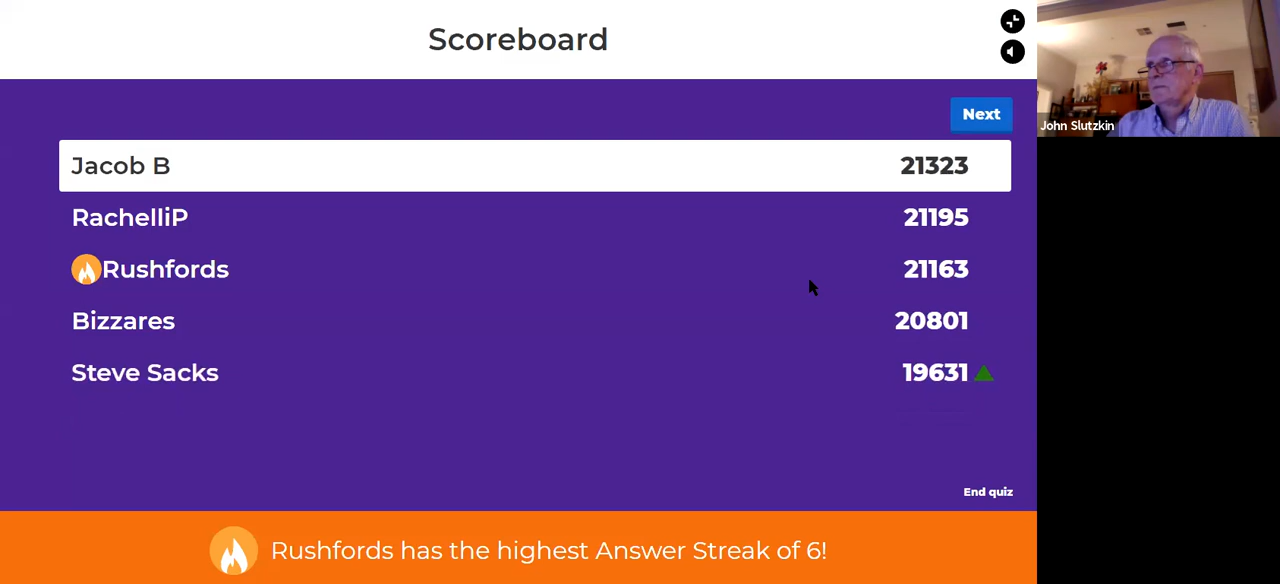 Scoreboard
Next
Jacob B 21323
RachelliP 21195
Rushfords 21163
Bizzares 20801
Steve Sacks 19631
End quiz
Rushfords has the highest Answer Streak of 6!
John Slutzkin